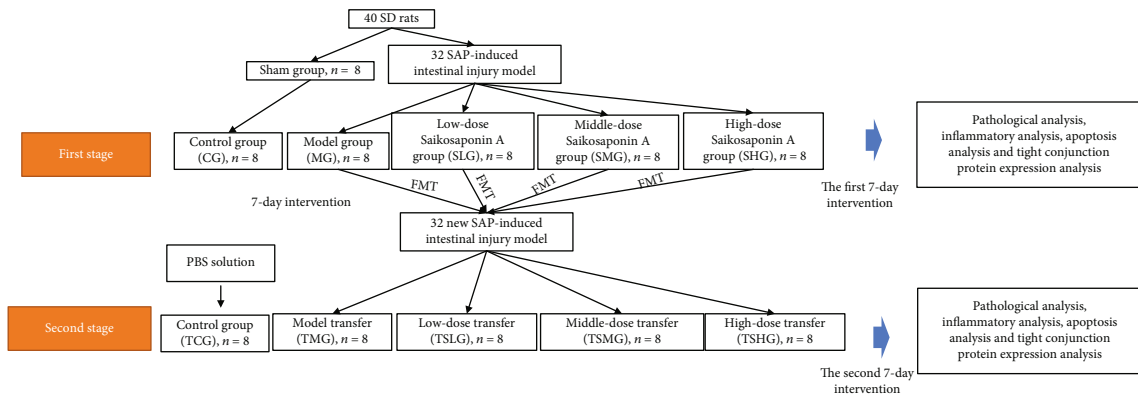 40 SD rats
Sham group, n = 8
32 SAP-induced
intestinal injury model
First stage
Control group
(CG), n = 8
Model group
(MG), n = 8
Low-dose
Saikosaponin A
group (SLG), n = 8
Middle-dose
Saikosaponin A
group (SMG), n = 8
High-dose
Saikosaponin A
group (SHG), n = 8
Pathological analysis,
inflammatory analysis, apoptosis
analysis and tight conjunction
protein expression analysis
The first 7-day
intervention
7-day intervention
FMT
FMT
FMT
FMT
32 new SAP-induced
intestinal injury model
PBS solution
Second stage
Control group
(TCG), n = 8
Model transfer
(TMG), n = 8
Low-dose transfer
(TSLG), n = 8
Middle-dose transfer
(TSMG), n = 8
High-dose transfer
(TSHG), n = 8
Pathological analysis,
inflammatory analysis, apoptosis
analysis and tight conjunction
protein expression analysis
The second 7-day
intervention